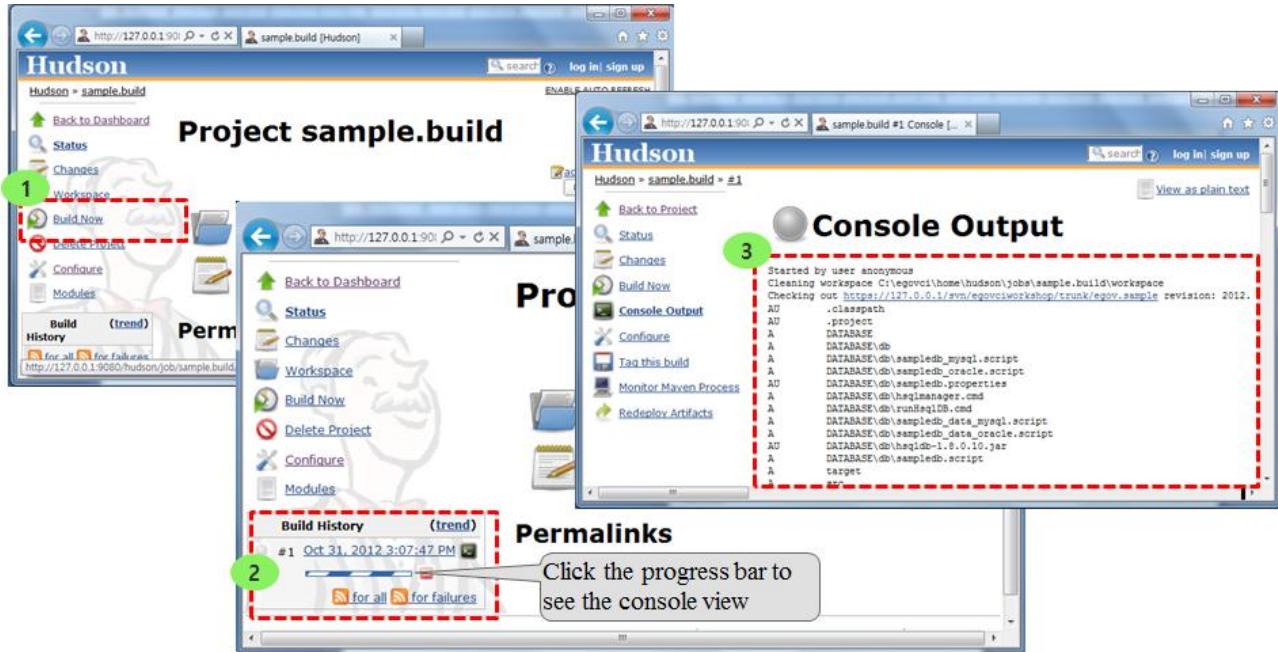 http://127.0.0.1:90
sample.build [Hudson]
Hudson
search
log in | sign up
Hudson » sample.build
ENABLE AUTO REFRESH
Back to Dashboard
Status
Changes
Workspace
Build Now
Delete Project
Configure
Modules
Build History (trend)
for all for failures
http://127.0.0.1:9080/hudson/job/sample.build
Project sample.build
Perm
1
http://127.0.0.1:90
sample.
Back to Dashboard
Status
Changes
Workspace
Build Now
Delete Project
Configure
Modules
Build History (trend)
#1 Oct 31, 2012 3:07:47 PM
for all for failures
2
Pro
Permalinks
Click the progress bar to
see the console view
http://127.0.0.1:90
sample.build #1 Console [...
Hudson
search
log in | sign up
Hudson » sample.build » #1
View as plain text
Back to Project
Status
Changes
Build Now
Console Output
Configure
Tag this build
Monitor Maven Process
Redeploy Artifacts
Console Output
3
Started by user anonymous
Cleaning workspace C:\egovci\home\hudson\jobs\sample.build\workspace
Checking out https://127.0.0.1/svn/egovciworkshop/trunk/egov.sample revision: 2012.
AU .classpath
AU .project
A DATABASE
A DATABASE\db
A DATABASE\db\sampledb_mysql.script
A DATABASE\db\sampledb_oracle.script
AU DATABASE\db\sampledb.properties
A DATABASE\db\hsqlmanager.cmd
A DATABASE\db\runHsqlDB.cmd
A DATABASE\db\sampledb_data_mysql.script
A DATABASE\db\sampledb_data_oracle.script
AU DATABASE\db\hsqldb-1.8.0.10.jar
A DATABASE\db\sampledb.script
A target
A src